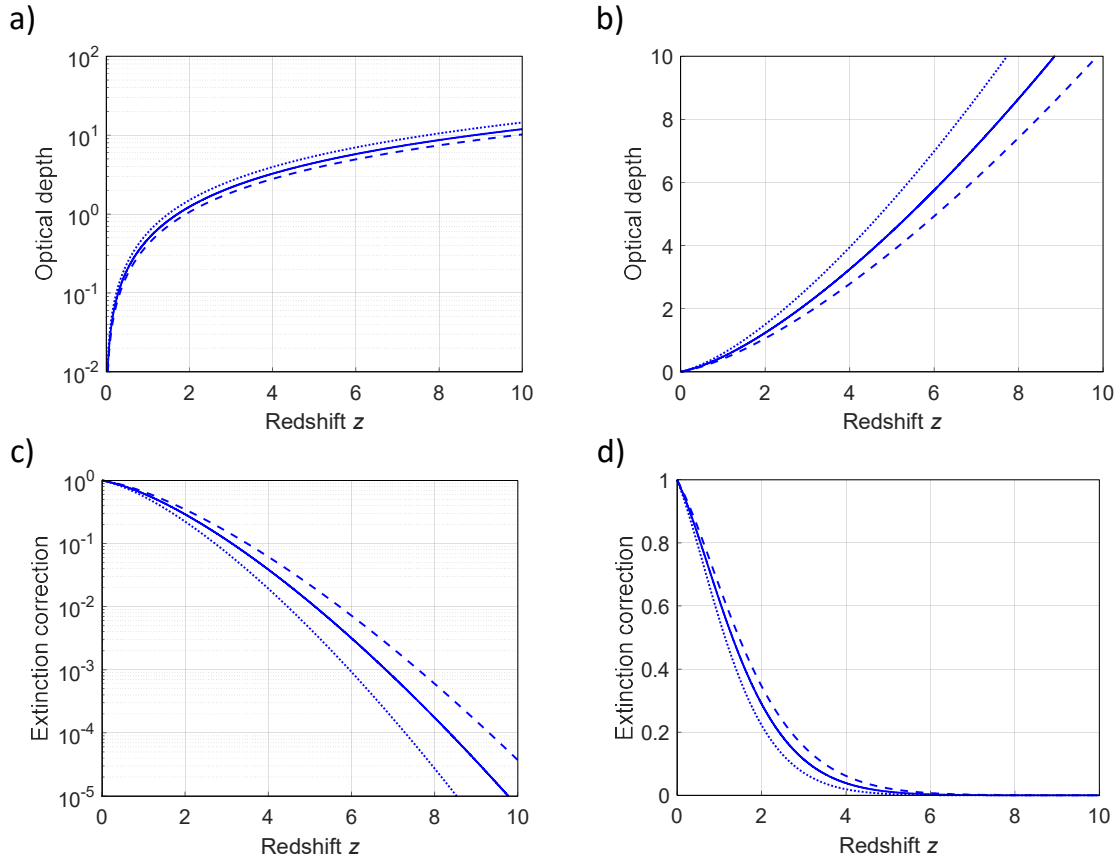 a)
10^2
10^1
10^0
10^-1
10^-2
0 2 4 6 8 10
Optical depth
Redshift z
b)
10
8
6
4
2
0
0 2 4 6 8 10
Optical depth
Redshift z
c)
10^0
10^-1
10^-2
10^-3
10^-4
10^-5
0 2 4 6 8 10
Extinction correction
Redshift z
d)
1
0.8
0.6
0.4
0.2
0
0 2 4 6 8 10
Extinction correction
Redshift z